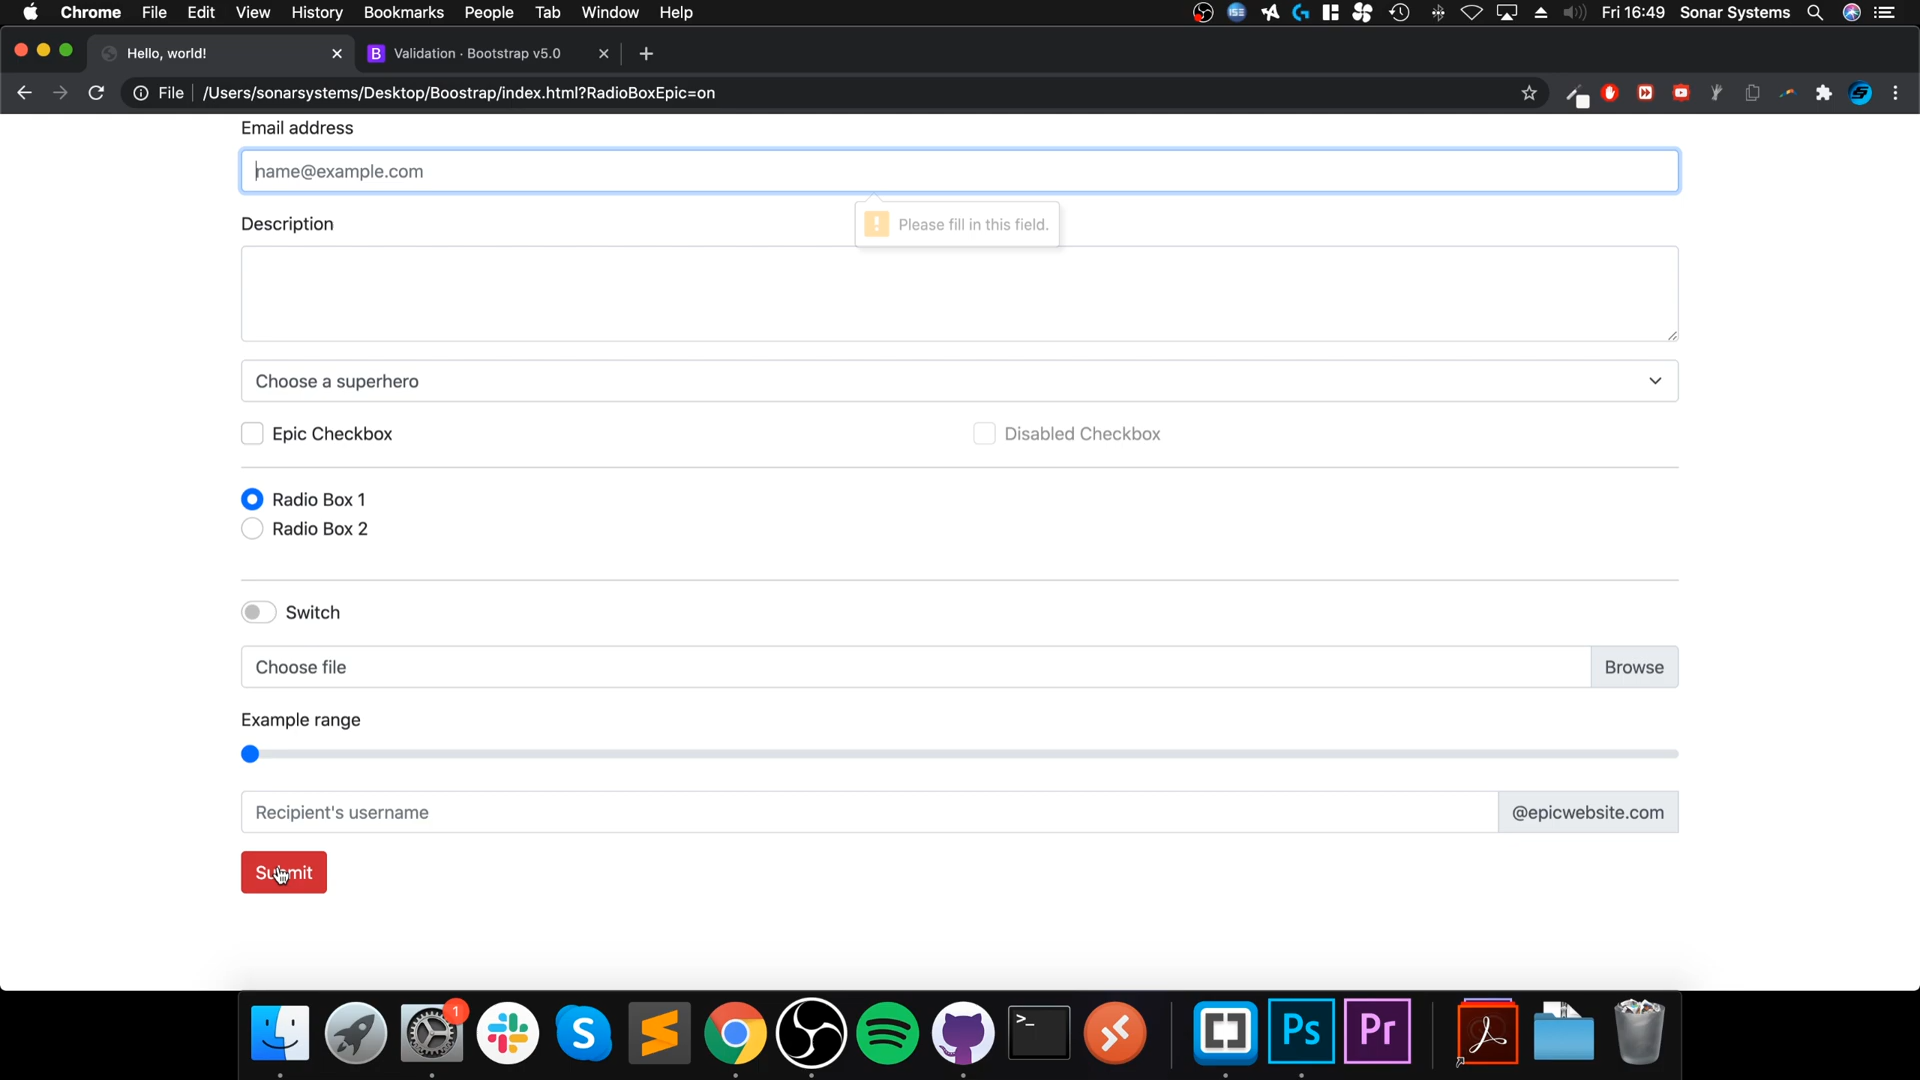 Chrome File Edit View History Bookmarks People Tab Window Help
ISE
Fri 16:49 Sonar Systems
Hello, world!
B Validation · Bootstrap v5.0
File /Users/sonarsystems/Desktop/Boostrap/index.html?RadioBoxEpic=on
Email address
name@example.com
! Please fill in this field.
Description
Choose a superhero
Epic Checkbox
Disabled Checkbox
Radio Box 1
Radio Box 2
Switch
Choose file
Browse
Example range
Recipient's username
@epicwebsite.com
Submit
1
S
>_
Ps
Pr